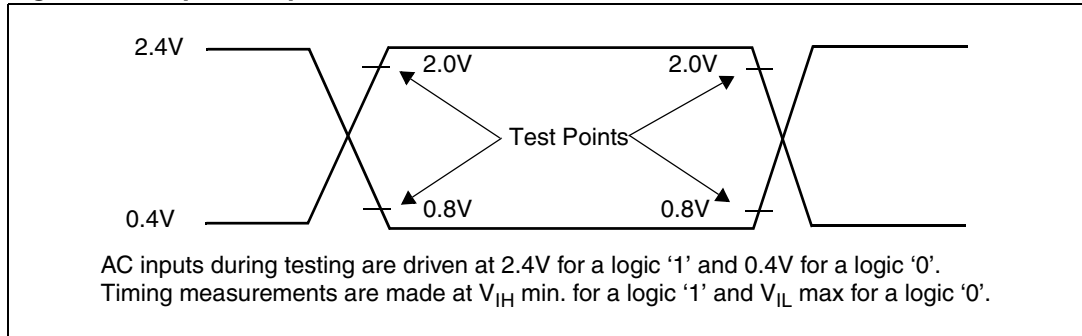 2.4V
2.0V
2.0V
Test Points
0.8V
0.8V
0.4V
AC inputs during testing are driven at 2.4V for a logic ‘1’ and 0.4V for a logic ‘0’.
Timing measurements are made at VIH min. for a logic ‘1’ and VIL max for a logic ‘0’.